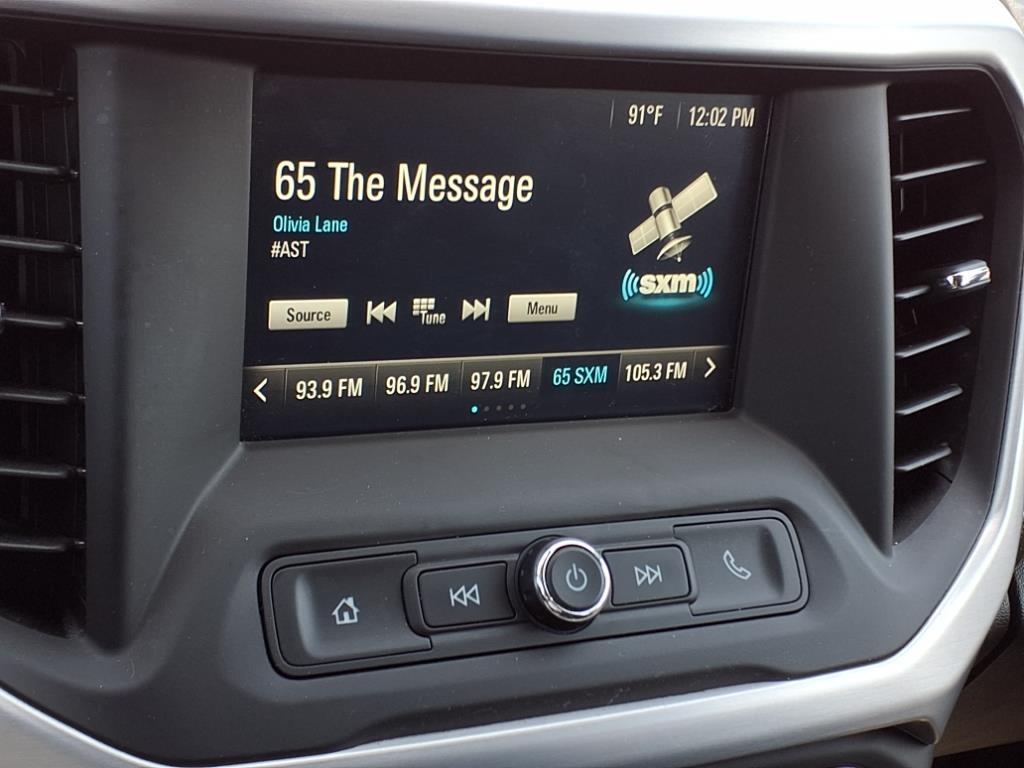 91°F 12:02 PM
65 The Message
Olivia Lane
#AST
((sxm))
Source Tune Menu
93.9 FM 96.9 FM 97.9 FM 65 SXM 105.3 FM